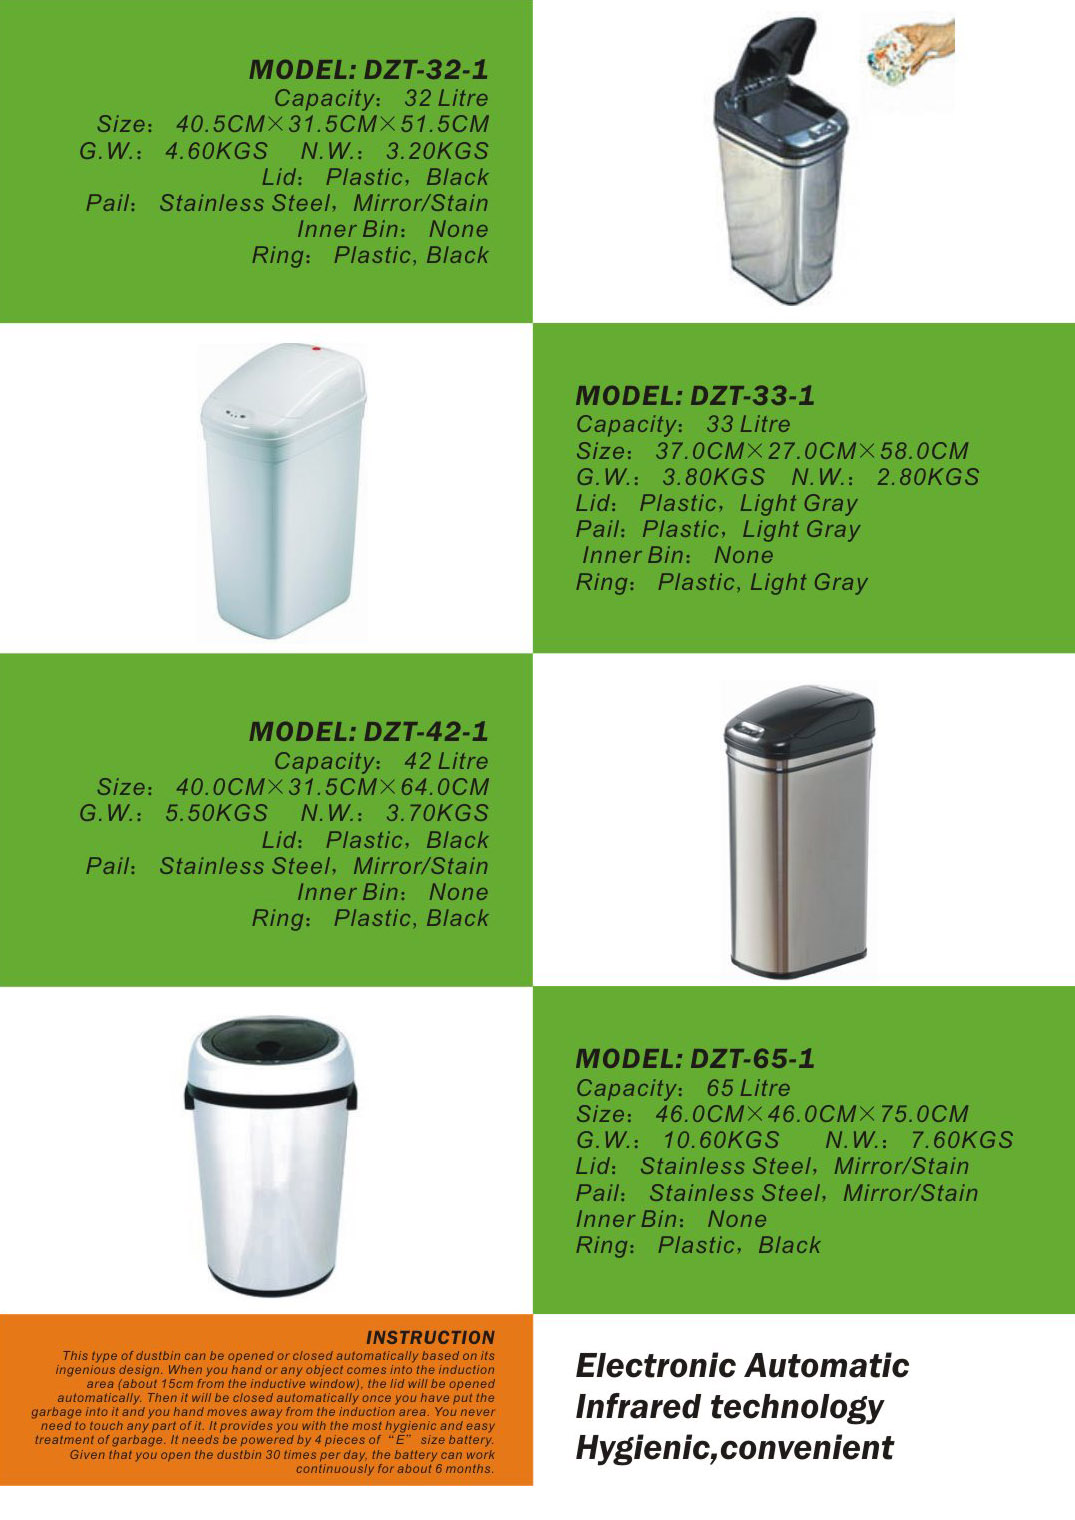 MODEL: DZT-32-1
Capacity： 32 Litre
Size： 40.5CM×31.5CM×51.5CM
G.W.： 4.60KGS N.W.： 3.20KGS
Lid： Plastic，Black
Pail： Stainless Steel，Mirror/Stain
Inner Bin： None
Ring： Plastic, Black
MODEL: DZT-33-1
Capacity： 33 Litre
Size： 37.0CM×27.0CM×58.0CM
G.W.： 3.80KGS N.W.： 2.80KGS
Lid： Plastic，Light Gray
Pail：Plastic，Light Gray
Inner Bin： None
Ring： Plastic, Light Gray
MODEL: DZT-42-1
Capacity： 42 Litre
Size： 40.0CM×31.5CM×64.0CM
G.W.： 5.50KGS N.W.： 3.70KGS
Lid： Plastic，Black
Pail： Stainless Steel，Mirror/Stain
Inner Bin： None
Ring： Plastic, Black
MODEL: DZT-65-1
Capacity： 65 Litre
Size： 46.0CM×46.0CM×75.0CM
G.W.： 10.60KGS N.W.： 7.60KGS
Lid： Stainless Steel，Mirror/Stain
Pail： Stainless Steel，Mirror/Stain
Inner Bin： None
Ring： Plastic，Black
INSTRUCTION
This type of dustbin can be opened or closed automatically based on its
ingenious design. When you hand or any object comes into the induction
area (about 15cm from the inductive window), the lid will be opened
automatically. Then it will be closed automatically once you have put the
garbage into it and you hand moves away from the induction area. You never
need to touch any part of it. It provides you with the most hygienic and easy
treatment of garbage. It needs be powered by 4 pieces of “E” size battery.
Given that you open the dustbin 30 times per day, the battery can work
continuously for about 6 months.
Electronic Automatic
Infrared technology
Hygienic,convenient